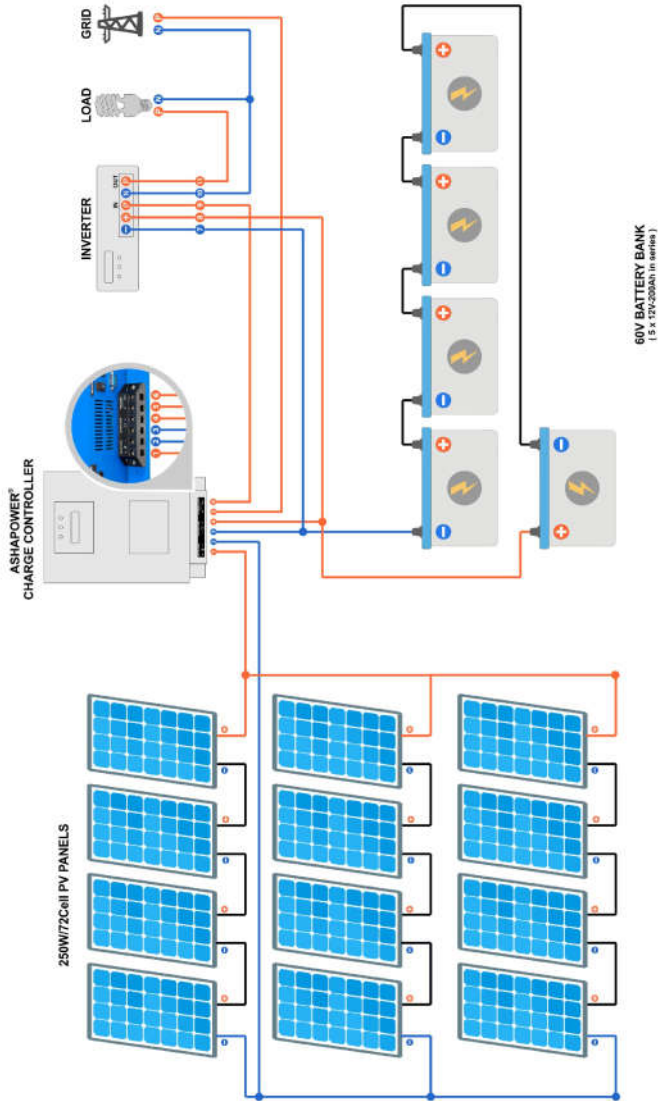 GRID
LOAD
INVERTER
IN
OUT
ASHAPOWER®
CHARGE CONTROLLER
250W/72Cell PV PANELS
60V BATTERY BANK
( 5 x 12V-200Ah in series )